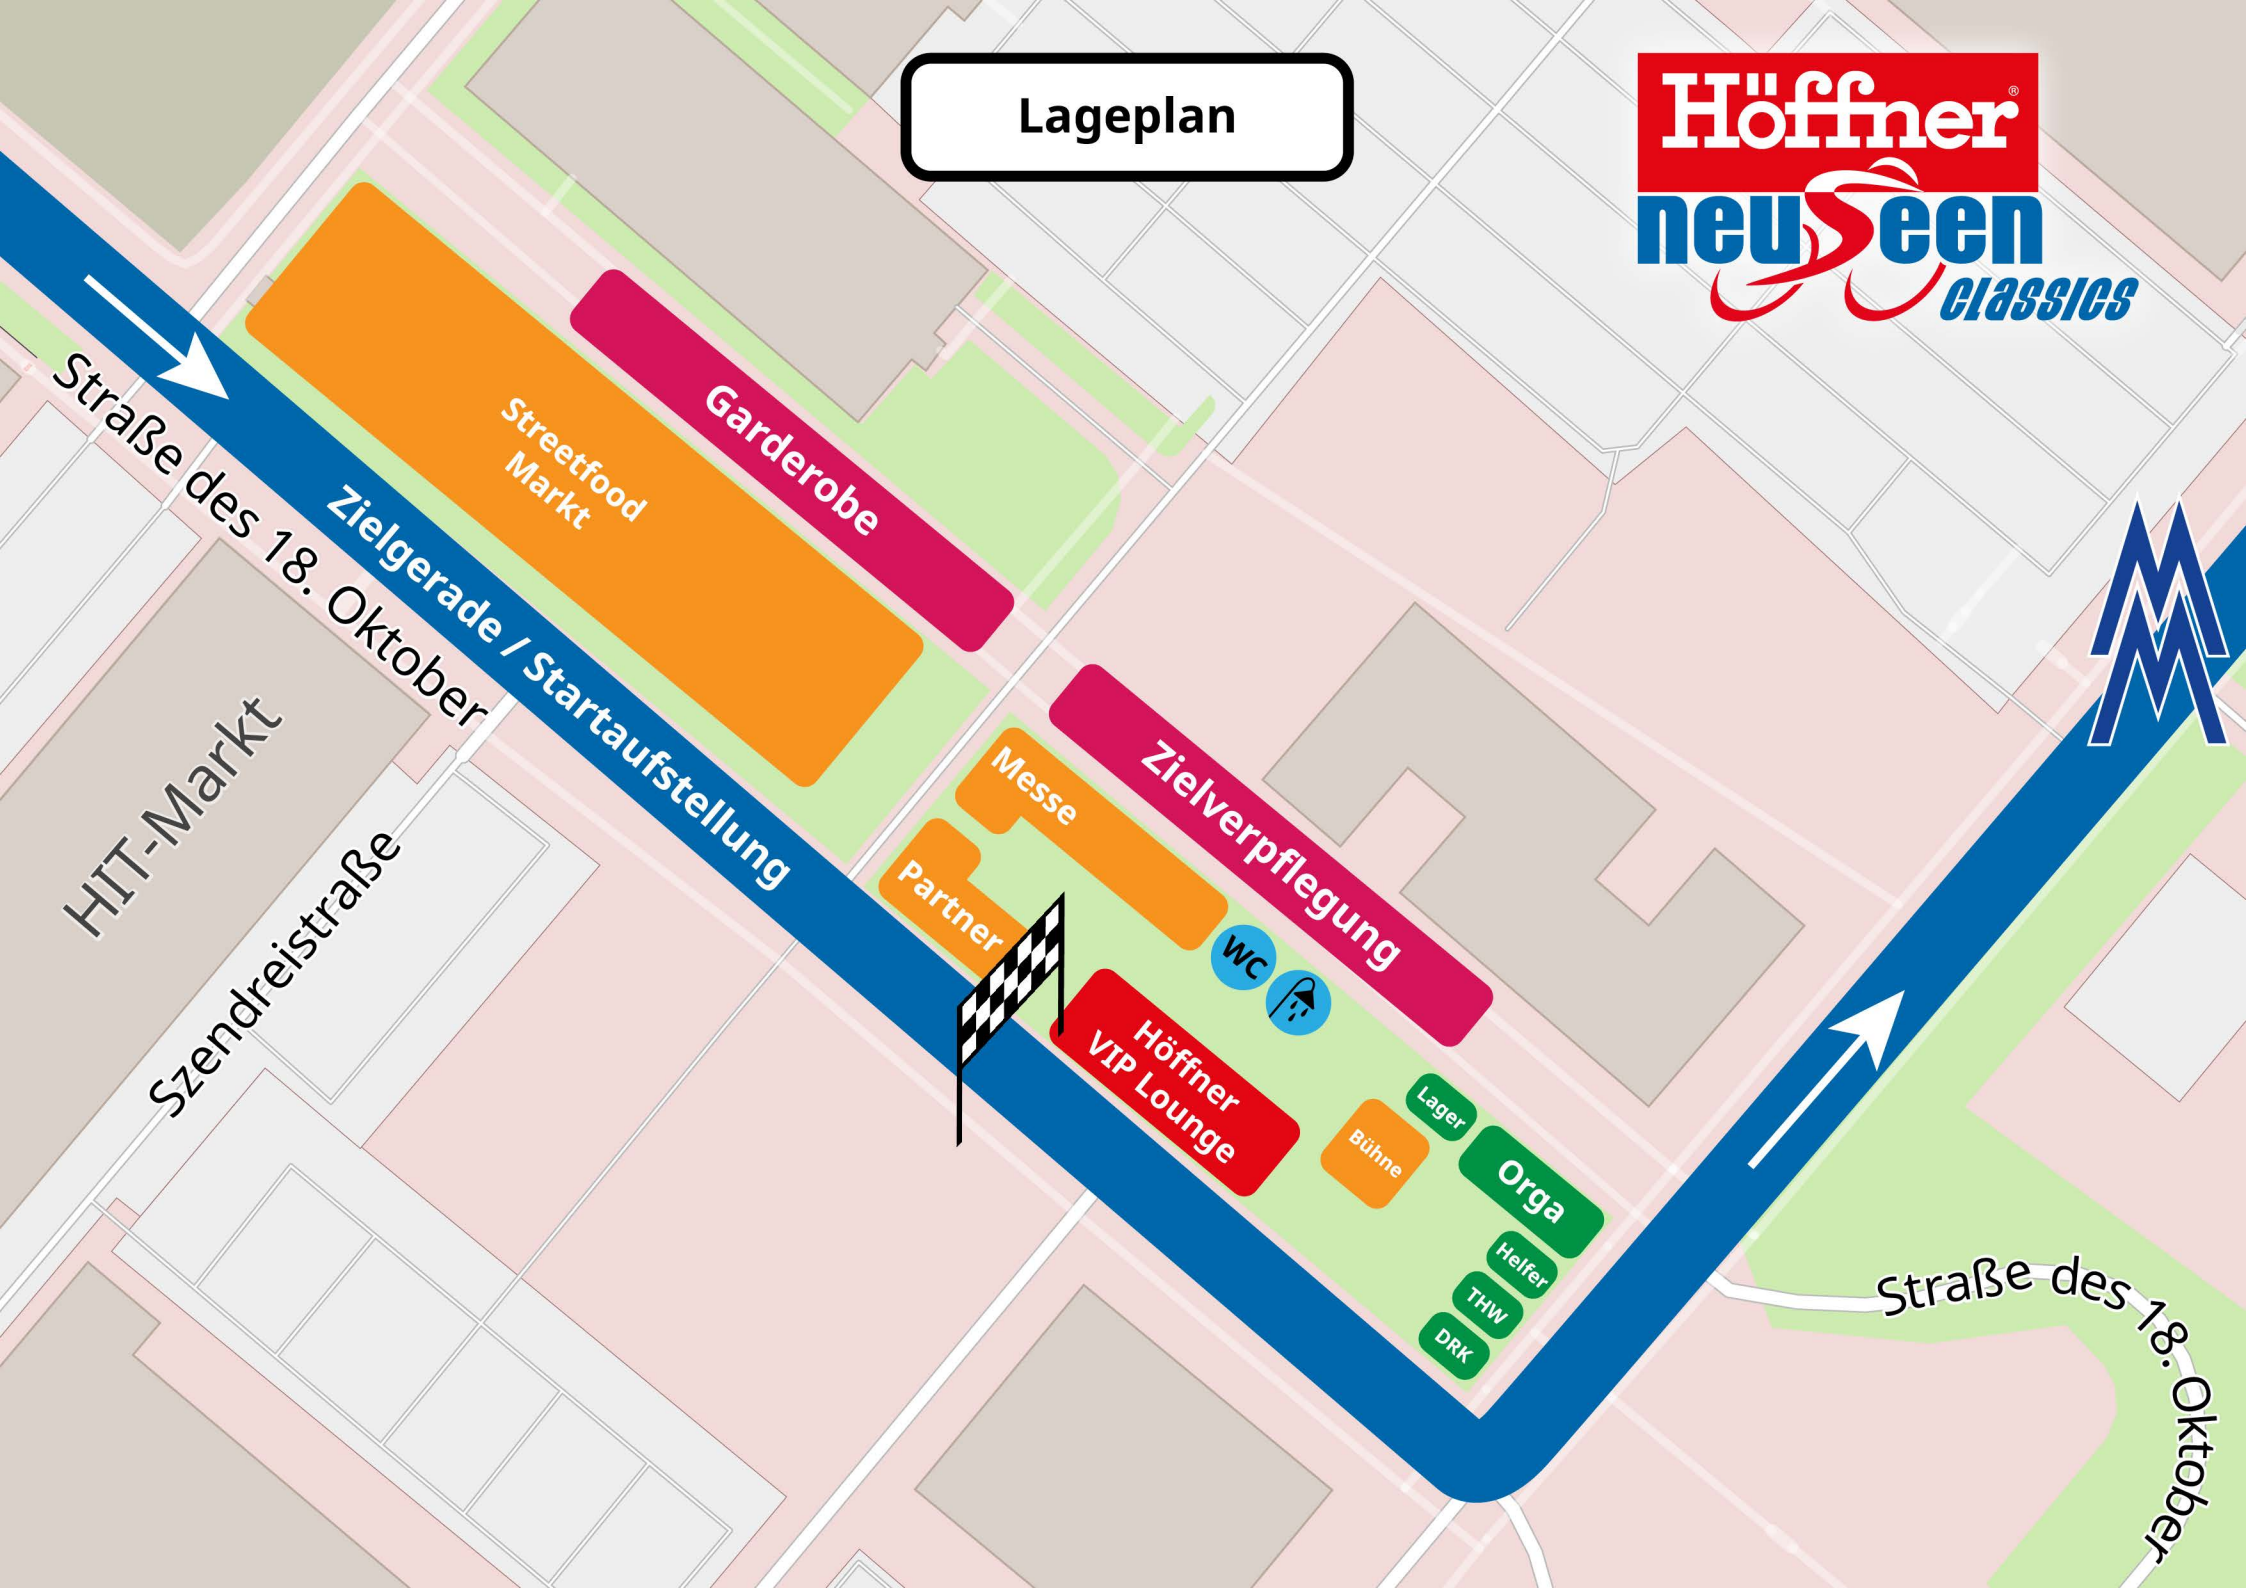 Lageplan
Höffner®
neuSeen
classics
Garderobe
Streetfood
Markt
Straße des 18. Oktober
Zielgerade / Startaufstellung
HIT-Markt
Szendreistraße
Messe
Partner
Zielverpflegung
WC
Höffner
VIP Lounge
Bühne
Lager
Orga
Helfer
THW
DRK
Straße des 18. Oktober
MM